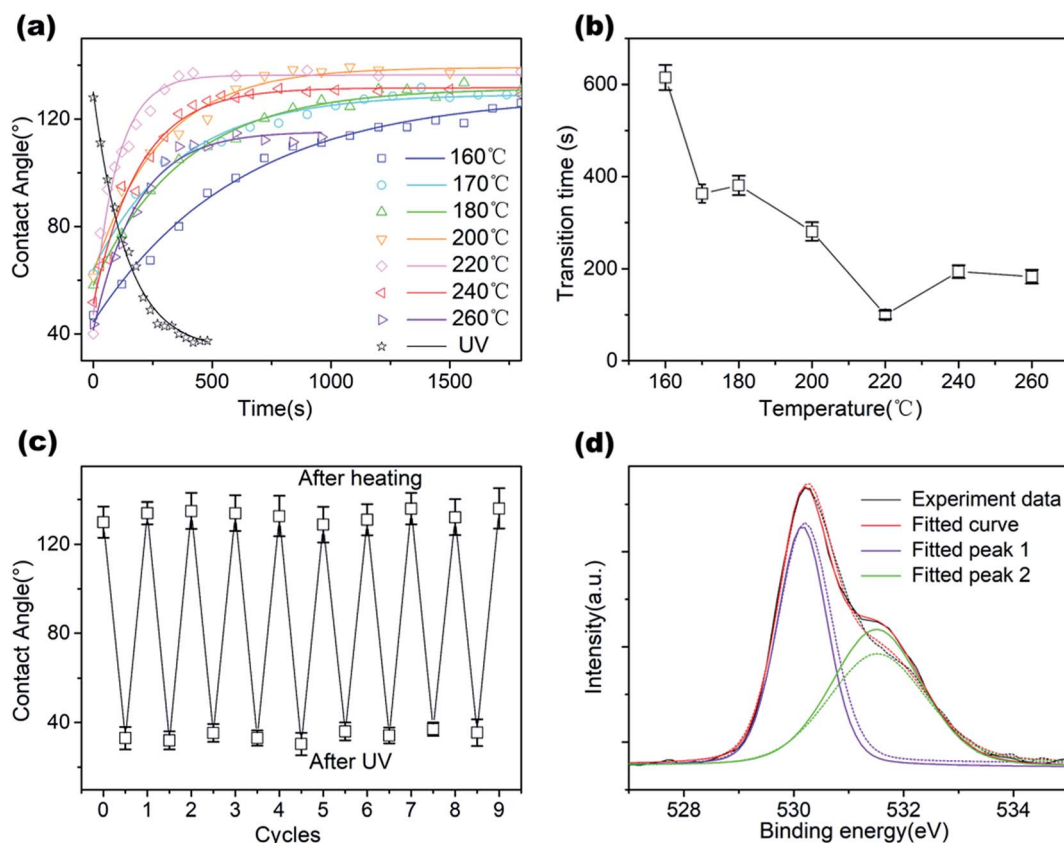 (a)
Contact Angle(°)
120
80
40
160℃
170℃
180℃
200℃
220℃
240℃
260℃
UV
0
500
1000
1500
Time(s)
(b)
Transition time (s)
600
400
200
0
160
180
200
220
240
260
Temperature(℃)
(c)
Contact Angle(°)
120
80
40
After heating
After UV
0 1 2 3 4 5 6 7 8 9
Cycles
(d)
Intensity(a.u.)
Experiment data
Fitted curve
Fitted peak 1
Fitted peak 2
528
530
532
534
Binding energy(eV)